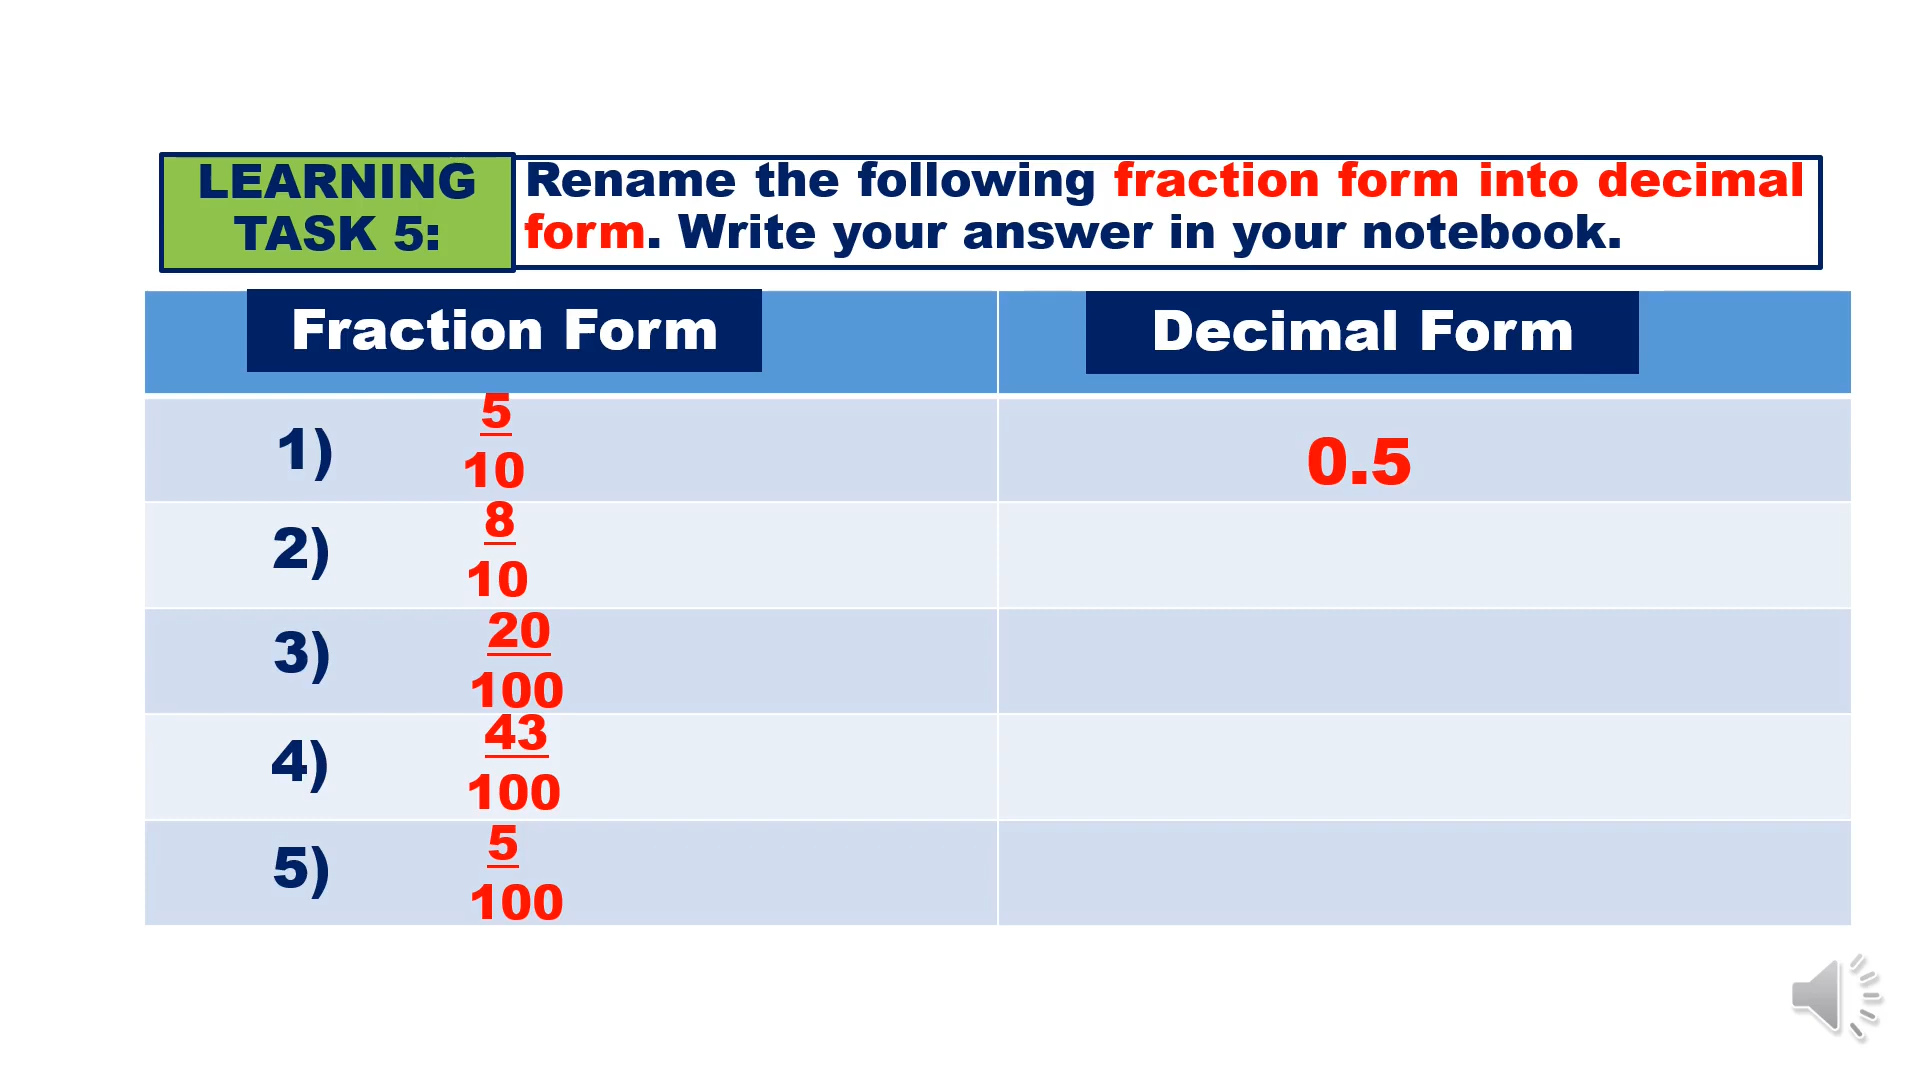 LEARNING
TASK 5:
Rename the following fraction form into decimal
form. Write your answer in your notebook.
Fraction Form
Decimal Form
1)
5
10
0.5
2)
8
10
3)
20
100
4)
43
100
5)
5
100